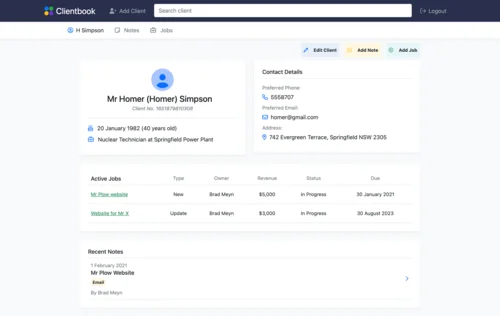 Clientbook
Add Client
Search client
Logout
H Simpson
Notes
Jobs
Edit Client
Add Note
Add Job
Mr Homer (Homer) Simpson
Client No. 1631879810309
20 January 1982 (40 years old)
Nuclear Technician at Springfield Power Plant
Contact Details
Preferred Phone
5558707
Preferred Email:
homer@gmail.com
Address:
742 Evergreen Terrace, Springfield NSW 2305
Active Jobs Type Owner Revenue Status Due
Mr Plow website New Brad Meyn $5,000 In Progress 30 January 2021
Website for Mr X Update Brad Meyn $3,000 In Progress 30 August 2023
Recent Notes
1 February 2021
Mr Plow Website
Email
By Brad Meyn